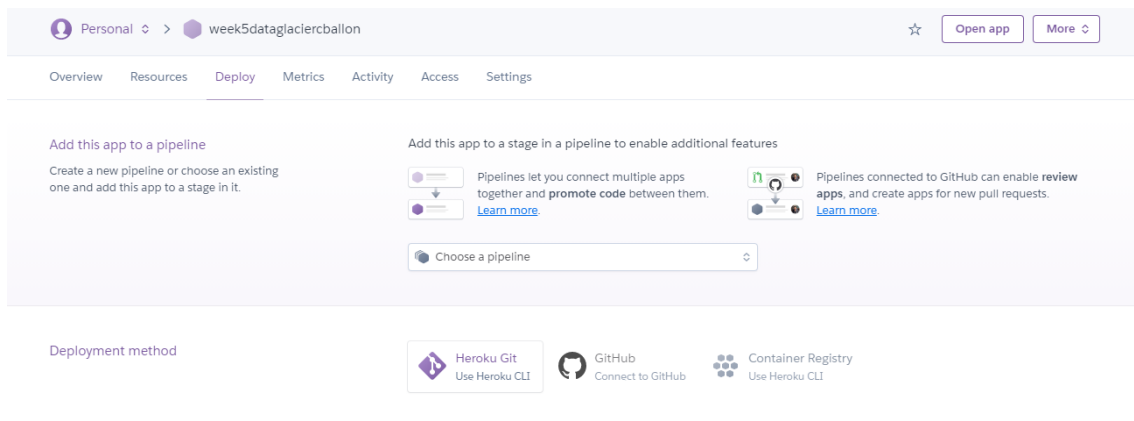 Personal > week5dataglaciercballon
Open app
More
Overview Resources Deploy Metrics Activity Access Settings
Add this app to a pipeline
Create a new pipeline or choose an existing
one and add this app to a stage in it.
Add this app to a stage in a pipeline to enable additional features
Pipelines let you connect multiple apps
together and promote code between them.
Learn more.
Pipelines connected to GitHub can enable review
apps, and create apps for new pull requests.
Learn more.
Choose a pipeline
Deployment method
Heroku Git
Use Heroku CLI
GitHub
Connect to GitHub
Container Registry
Use Heroku CLI